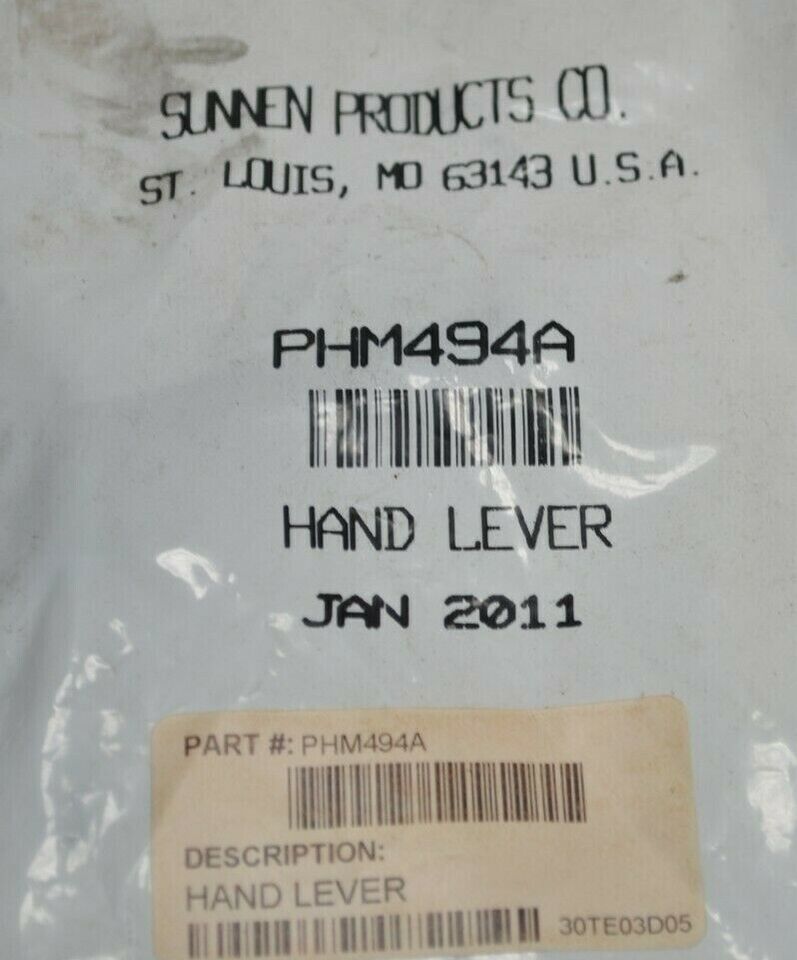 SUNNEN PRODUCTS CO.
ST. LOUIS, MO 63143 U.S.A.
PHM494A
HAND LEVER
JAN 2011
PART #: PHM494A
DESCRIPTION:
HAND LEVER
30TE03D05